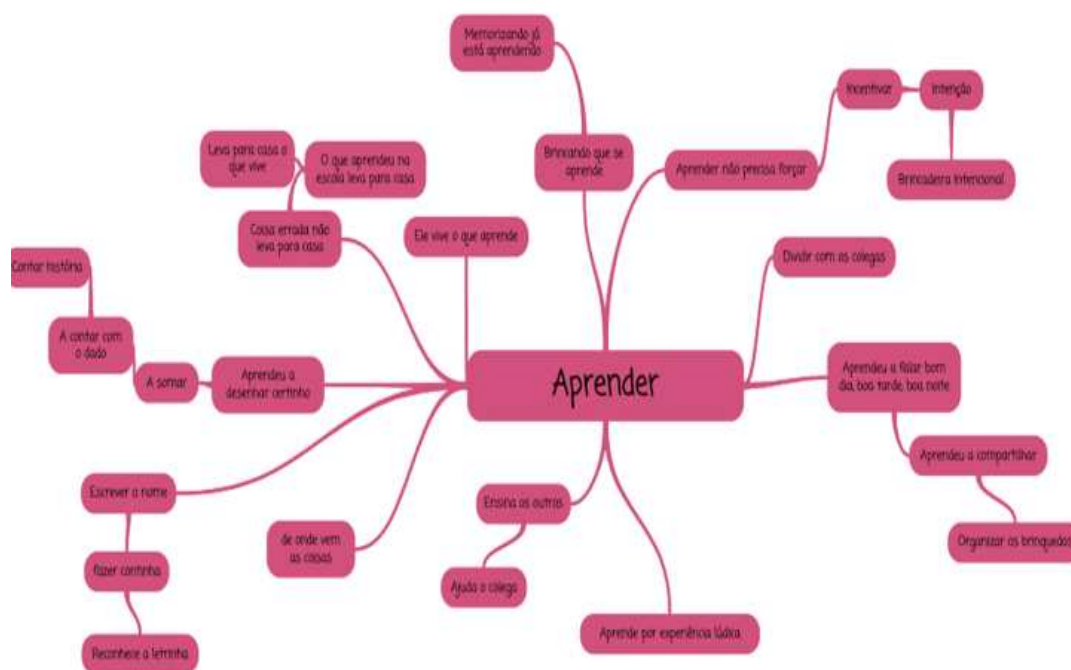 Memorizando já
está aprendendo
Incentivar
Intenção
Leva para casa o
que vive
O que aprendeu na
escola leva para casa
Brincando que se
aprende
Aprender não precisa forçar
Brincadeira intencional
Coisa errada não
leva para casa
Ele vive o que aprende
Dividir com os colegas
Contar história
A contar com
o dado
A somar
Aprendeu a
desenhar certinho
Aprender
Aprendeu a falar bom
dia, boa tarde, boa noite
Aprendeu a compartilhar
Escrever o nome
Ensina os outros
de onde vem
as coisas
Organizar os brinquedos
fazer continha
Ajuda o colega
Reconhece a letrinha
Aprende por experiência lúdica